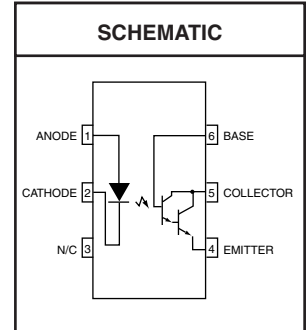 SCHEMATIC
ANODE 1 6 BASE
CATHODE 2 5 COLLECTOR
N/C 3 4 EMITTER